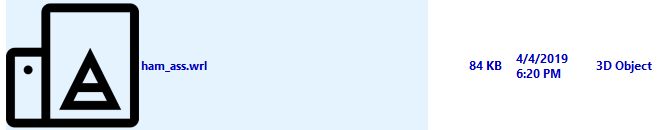 ham_ass.wrl
84 KB
4/4/2019
6:20 PM
3D Object